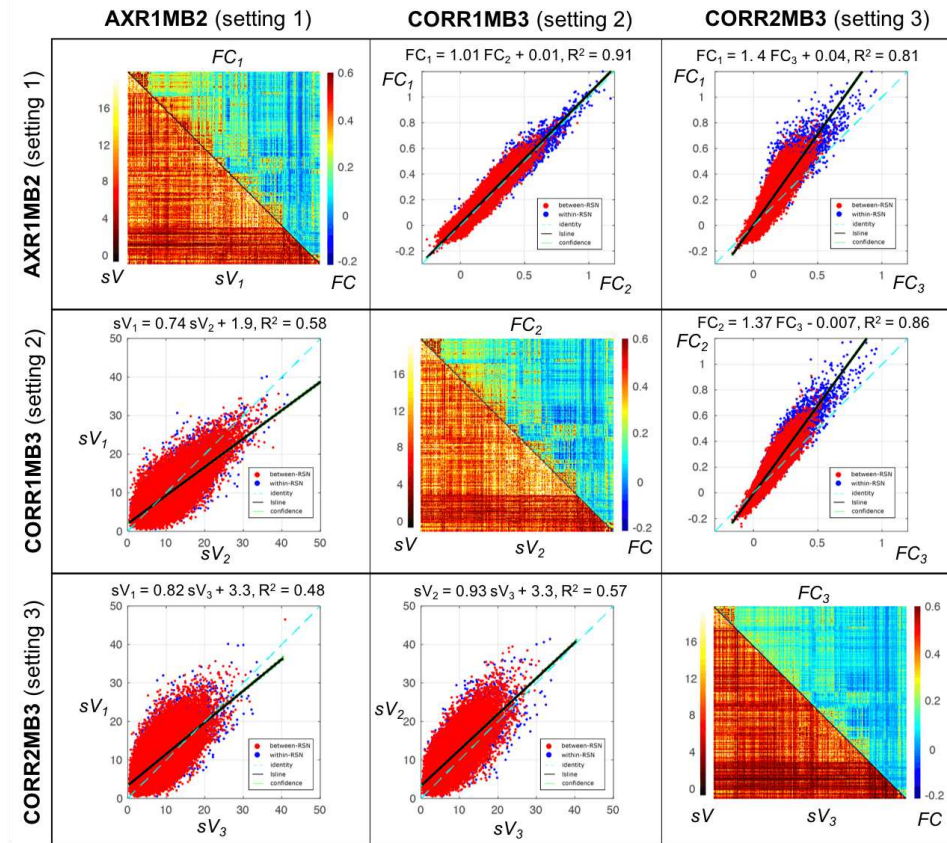 AXR1MB2 (setting 1)
CORR1MB3 (setting 2)
CORR2MB3 (setting 3)
AXR1MB2 (setting 1)
FC1
16
12
8
4
0
0.6
0.4
0.2
0
-0.2
sV
sV1
FC
FC1 = 1.01 FC2 + 0.01, R2 = 0.91
FC1
1
0.8
0.6
0.4
0.2
0
-0.2
between-RSN
within-RSN
identity
lsline
confidence
0
0.5
1
FC2
FC1 = 1.4 FC3 + 0.04, R2 = 0.81
FC1
1
0.8
0.6
0.4
0.2
0
-0.2
between-RSN
within-RSN
identity
lsline
confidence
0
0.5
1
FC3
CORR1MB3 (setting 2)
sV1 = 0.74 sV2 + 1.9, R2 = 0.58
50
40
30
20
10
0
sV1
between-RSN
within-RSN
identity
lsline
confidence
0
10
20
30
40
50
sV2
FC2
16
12
8
4
0
0.6
0.4
0.2
0
-0.2
sV
sV2
FC
FC2 = 1.37 FC3 - 0.007, R2 = 0.86
FC2
1
0.8
0.6
0.4
0.2
0
-0.2
between-RSN
within-RSN
identity
lsline
confidence
0
0.5
1
FC3
CORR2MB3 (setting 3)
sV1 = 0.82 sV3 + 3.3, R2 = 0.48
50
40
30
20
10
0
sV1
between-RSN
within-RSN
identity
lsline
confidence
0
10
20
30
40
50
sV3
sV2 = 0.93 sV3 + 3.3, R2 = 0.57
50
40
30
20
10
0
sV2
between-RSN
within-RSN
identity
lsline
confidence
0
10
20
30
40
50
sV3
FC3
16
12
8
4
0
0.6
0.4
0.2
0
-0.2
sV
sV3
FC